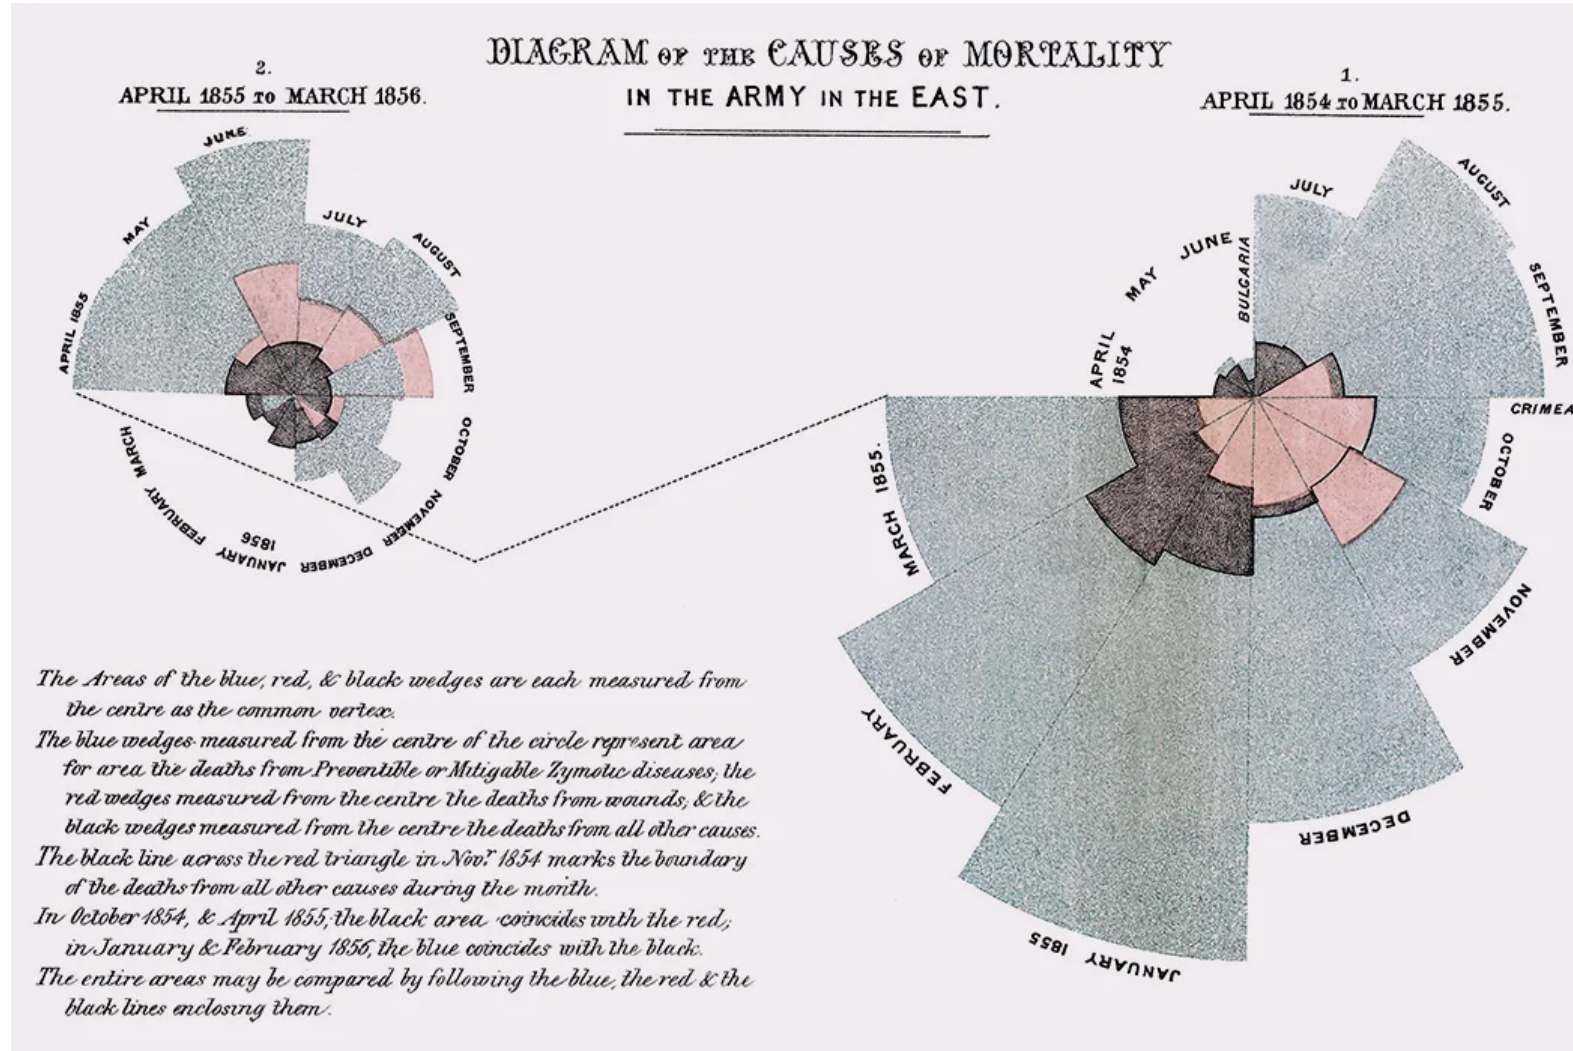 DIAGRAM OF THE CAUSES OF MORTALITY
IN THE ARMY IN THE EAST.
2.
APRIL 1855 TO MARCH 1856.
1.
APRIL 1854 TO MARCH 1855.
APRIL 1855
MAY
JUNE
JULY
AUGUST
SEPTEMBER
OCTOBER
NOVEMBER
DECEMBER
JANUARY
1856
FEBRUARY
MARCH
APRIL
1854
MAY
JUNE
BULGARIA
JULY
AUGUST
SEPTEMBER
CRIMEA
OCTOBER
NOVEMBER
DECEMBER
JANUARY 1855
FEBRUARY
MARCH 1855.
The Areas of the blue, red, & black wedges are each measured from
the centre as the common vertex.
The blue wedges measured from the centre of the circle represent area
for area the deaths from Preventible or Mitigable Zymotic diseases; the
red wedges measured from the centre the deaths from wounds; & the
black wedges measured from the centre the deaths from all other causes.
The black line across the red triangle in Novr. 1854 marks the boundary
of the deaths from all other causes during the month.
In October 1854, & April 1855, the black area coincides with the red;
in January & February 1856, the blue coincides with the black.
The entire areas may be compared by following the blue, the red & the
black lines enclosing them.